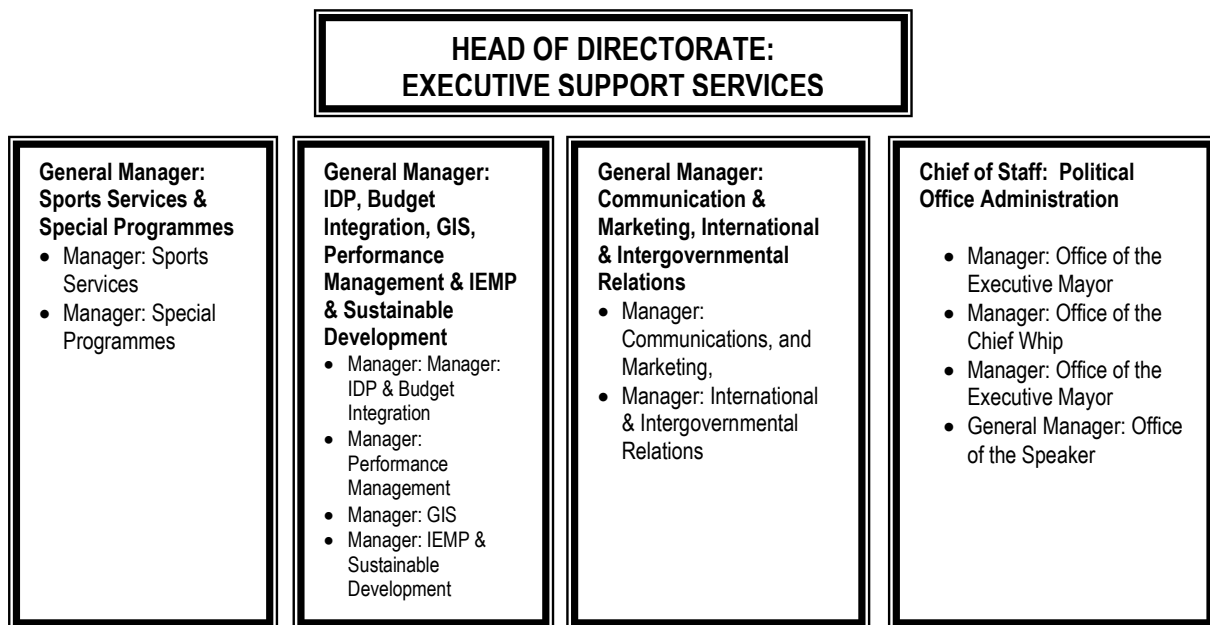 HEAD OF DIRECTORATE:
EXECUTIVE SUPPORT SERVICES
General Manager:
Sports Services &
Special Programmes
• Manager: Sports
Services
• Manager: Special
Programmes
General Manager:
IDP, Budget
Integration, GIS,
Performance
Management & IEMP
& Sustainable
Development
• Manager: Manager:
IDP & Budget
Integration
• Manager:
Performance
Management
• Manager: GIS
• Manager: IEMP &
Sustainable
Development
General Manager:
Communication &
Marketing, International
& Intergovernmental
Relations
• Manager:
Communications, and
Marketing,
• Manager: International
& Intergovernmental
Relations
Chief of Staff: Political
Office Administration
• Manager: Office of the
Executive Mayor
• Manager: Office of the
Chief Whip
• Manager: Office of the
Executive Mayor
• General Manager: Office
of the Speaker